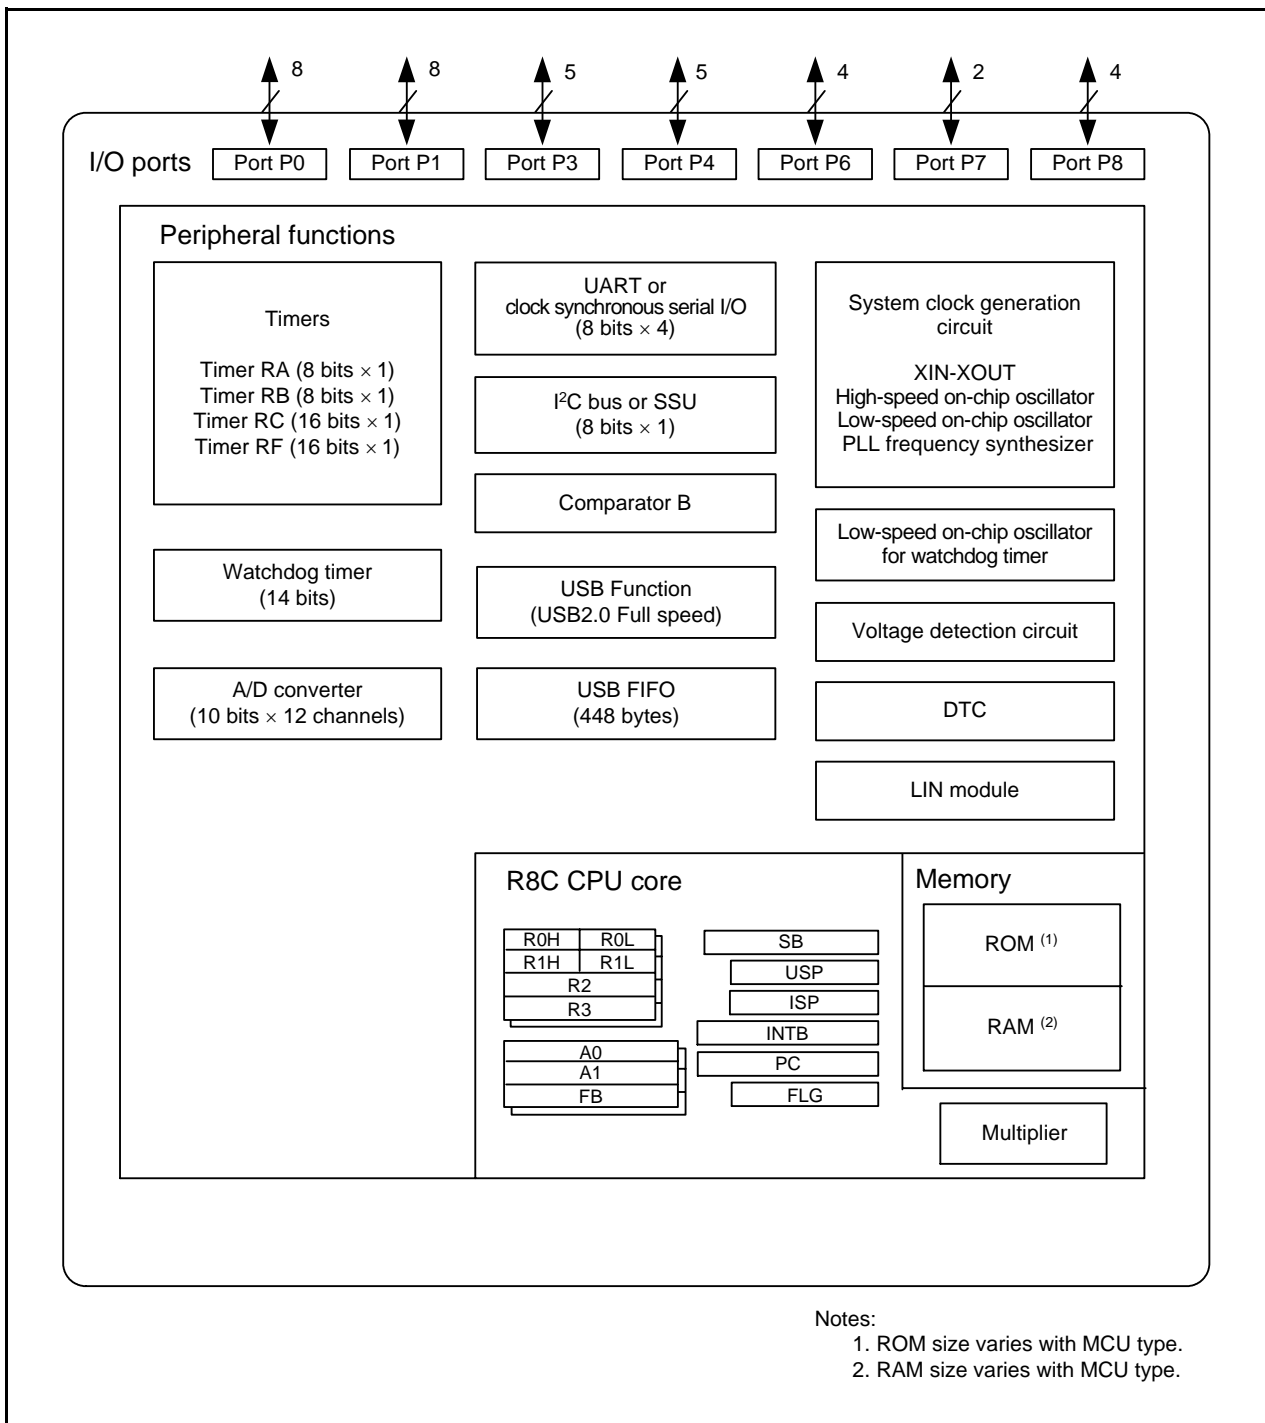 8 8 5 5 4 2 4
I/O ports Port P0 Port P1 Port P3 Port P4 Port P6 Port P7 Port P8
Peripheral functions
Timers
Timer RA (8 bits × 1)
Timer RB (8 bits × 1)
Timer RC (16 bits × 1)
Timer RF (16 bits × 1)
Watchdog timer
(14 bits)
A/D converter
(10 bits × 12 channels)
UART or
clock synchronous serial I/O
(8 bits × 4)
I²C bus or SSU
(8 bits × 1)
Comparator B
USB Function
(USB2.0 Full speed)
USB FIFO
(448 bytes)
System clock generation
circuit
XIN-XOUT
High-speed on-chip oscillator
Low-speed on-chip oscillator
PLL frequency synthesizer
Low-speed on-chip oscillator
for watchdog timer
Voltage detection circuit
DTC
LIN module
R8C CPU core
R0H R0L
R1H R1L
R2
R3
A0
A1
FB
SB
USP
ISP
INTB
PC
FLG
Memory
ROM (1)
RAM (2)
Multiplier
Notes:
1. ROM size varies with MCU type.
2. RAM size varies with MCU type.